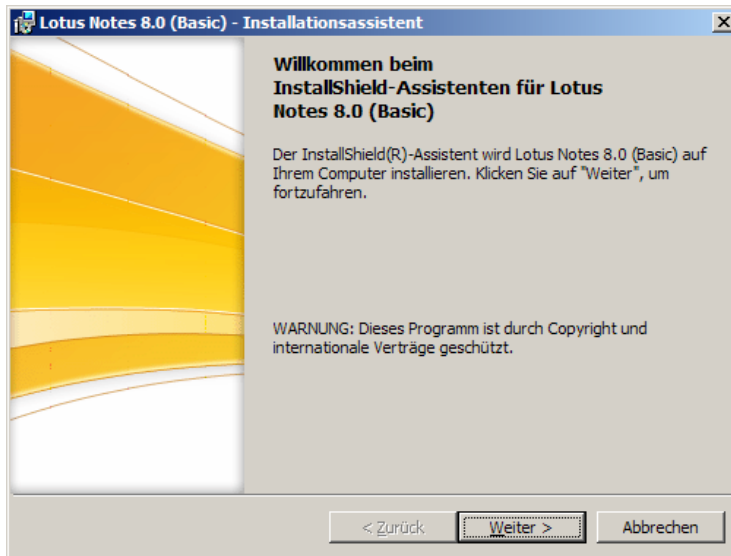 Lotus Notes 8.0 (Basic) - Installationsassistent
Willkommen beim
InstallShield-Assistenten für Lotus
Notes 8.0 (Basic)
Der InstallShield(R)-Assistent wird Lotus Notes 8.0 (Basic) auf
Ihrem Computer installieren. Klicken Sie auf "Weiter", um
fortzufahren.
WARNUNG: Dieses Programm ist durch Copyright und
internationale Verträge geschützt.
< Zurück
Weiter >
Abbrechen